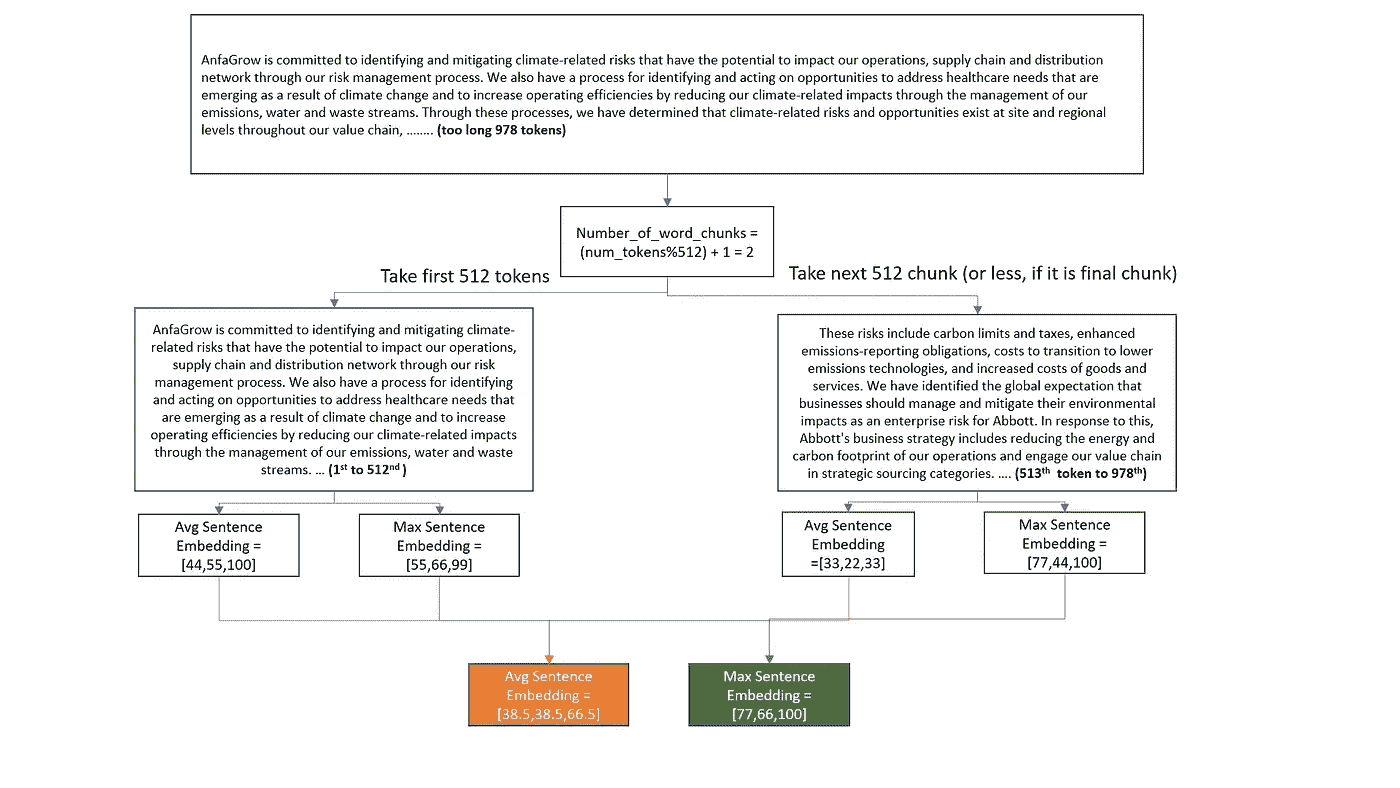 AnfaGrow is committed to identifying and mitigating climate-related risks that have the potential to impact our operations, supply chain and distribution
network through our risk management process. We also have a process for identifying and acting on opportunities to address healthcare needs that are
emerging as a result of climate change and to increase operating efficiencies by reducing our climate-related impacts through the management of our
emissions, water and waste streams. Through these processes, we have determined that climate-related risks and opportunities exist at site and regional
levels throughout our value chain, ........ (too long 978 tokens)
Number_of_word_chunks =
(num_tokens%512) + 1 = 2
Take first 512 tokens
Take next 512 chunk (or less, if it is final chunk)
AnfaGrow is committed to identifying and mitigating climate-
related risks that have the potential to impact our operations,
supply chain and distribution network through our risk
management process. We also have a process for identifying
and acting on opportunities to address healthcare needs that
are emerging as a result of climate change and to increase
operating efficiencies by reducing our climate-related impacts
through the management of our emissions, water and waste
streams. … (1st to 512nd )
These risks include carbon limits and taxes, enhanced
emissions-reporting obligations, costs to transition to lower
emissions technologies, and increased costs of goods and
services. We have identified the global expectation that
businesses should manage and mitigate their environmental
impacts as an enterprise risk for Abbott. In response to this,
Abbott's business strategy includes reducing the energy and
carbon footprint of our operations and engage our value chain
in strategic sourcing categories. .... (513th token to 978th)
Avg Sentence
Embedding =
[44,55,100]
Max Sentence
Embedding =
[55,66,99]
Avg Sentence
Embedding
=[33,22,33]
Max Sentence
Embedding =
[77,44,100]
Avg Sentence
Embedding =
[38.5,38.5,66.5]
Max Sentence
Embedding =
[77,66,100]